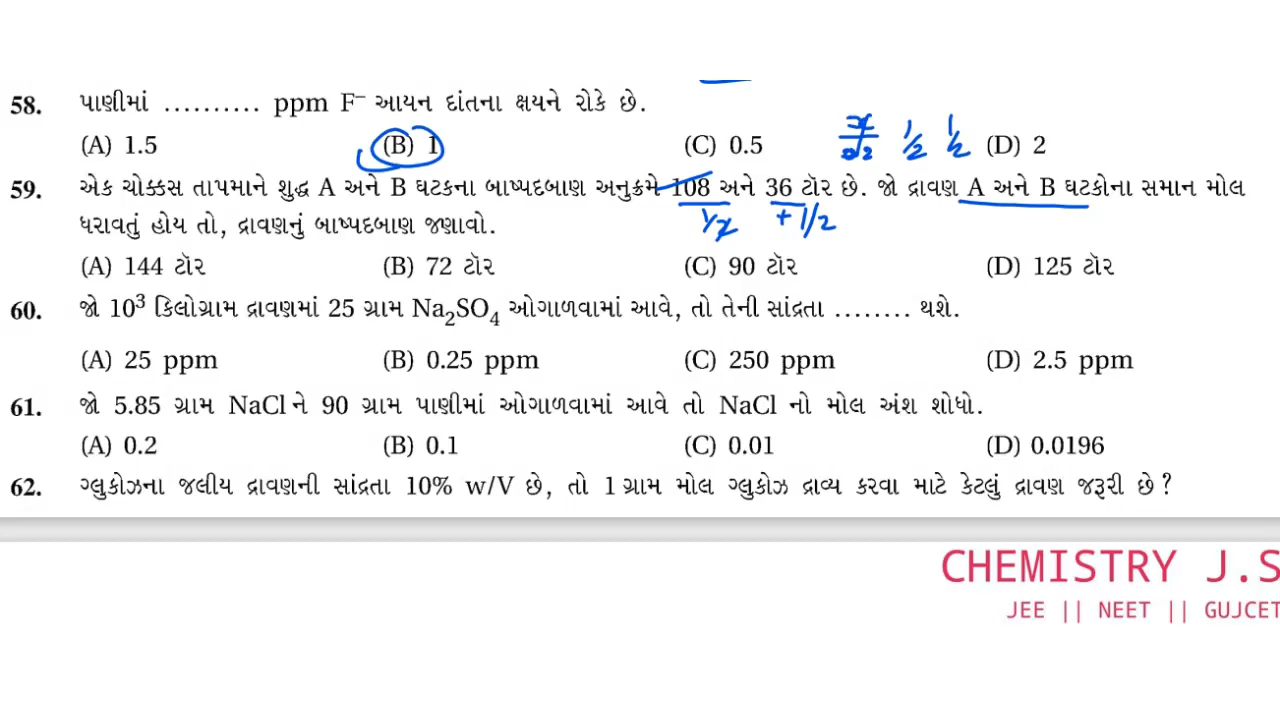 58. પાણીમાં .......... ppm F⁻ આયન દાંતના ક્ષયને રોકે છે.
(A) 1.5 (B) 1 (C) 0.5 (D) 2
x/2 1/2 1/2
59. એક ચોક્કસ તાપમાને શુદ્ધ A અને B ઘટકના બાષ્પદબાણ અનુક્રમે 108 અને 36 ટૉર છે. જો દ્રાવણ A અને B ઘટકોના સમાન મોલ
ધરાવતું હોય તો, દ્રાવણનું બાષ્પદબાણ જણાવો.
1/2 + 1/2
(A) 144 ટૉર (B) 72 ટૉર (C) 90 ટૉર (D) 125 ટૉર
60. જો 10³ કિલોગ્રામ દ્રાવણમાં 25 ગ્રામ Na₂SO₄ ઓગાળવામાં આવે, તો તેની સાંદ્રતા ........ થશે.
(A) 25 ppm (B) 0.25 ppm (C) 250 ppm (D) 2.5 ppm
61. જો 5.85 ગ્રામ NaCl ને 90 ગ્રામ પાણીમાં ઓગાળવામાં આવે તો NaCl નો મોલ અંશ શોધો.
(A) 0.2 (B) 0.1 (C) 0.01 (D) 0.0196
62. ગ્લુકોઝના જલીય દ્રાવણની સાંદ્રતા 10% w/V છે, તો 1 ગ્રામ મોલ ગ્લુકોઝ દ્રાવ્ય કરવા માટે કેટલું દ્રાવણ જરૂરી છે ?
CHEMISTRY J.S
JEE || NEET || GUJCET